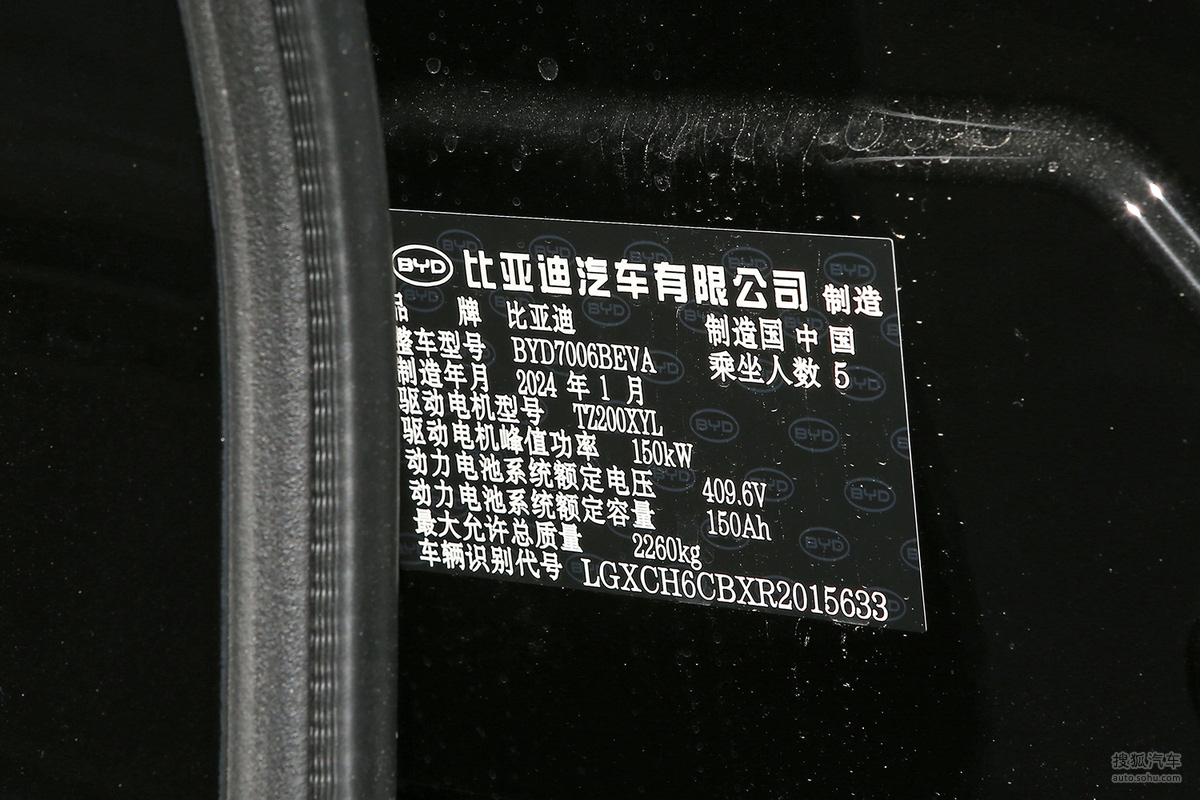 BYD 比亚迪汽车有限公司 制造
品 牌 比亚迪 制造国 中国
整车型号 BYD7006BEVA 乘坐人数 5
制造年月 2024 年 1 月
驱动电机型号 TZ200XYL
驱动电机峰值功率 150kW
动力电池系统额定电压 409.6V
动力电池系统额定容量 150Ah
最大允许总质量 2260kg
车辆识别代号 LGXCH6CBXR2015633
搜狐汽车
auto.sohu.com